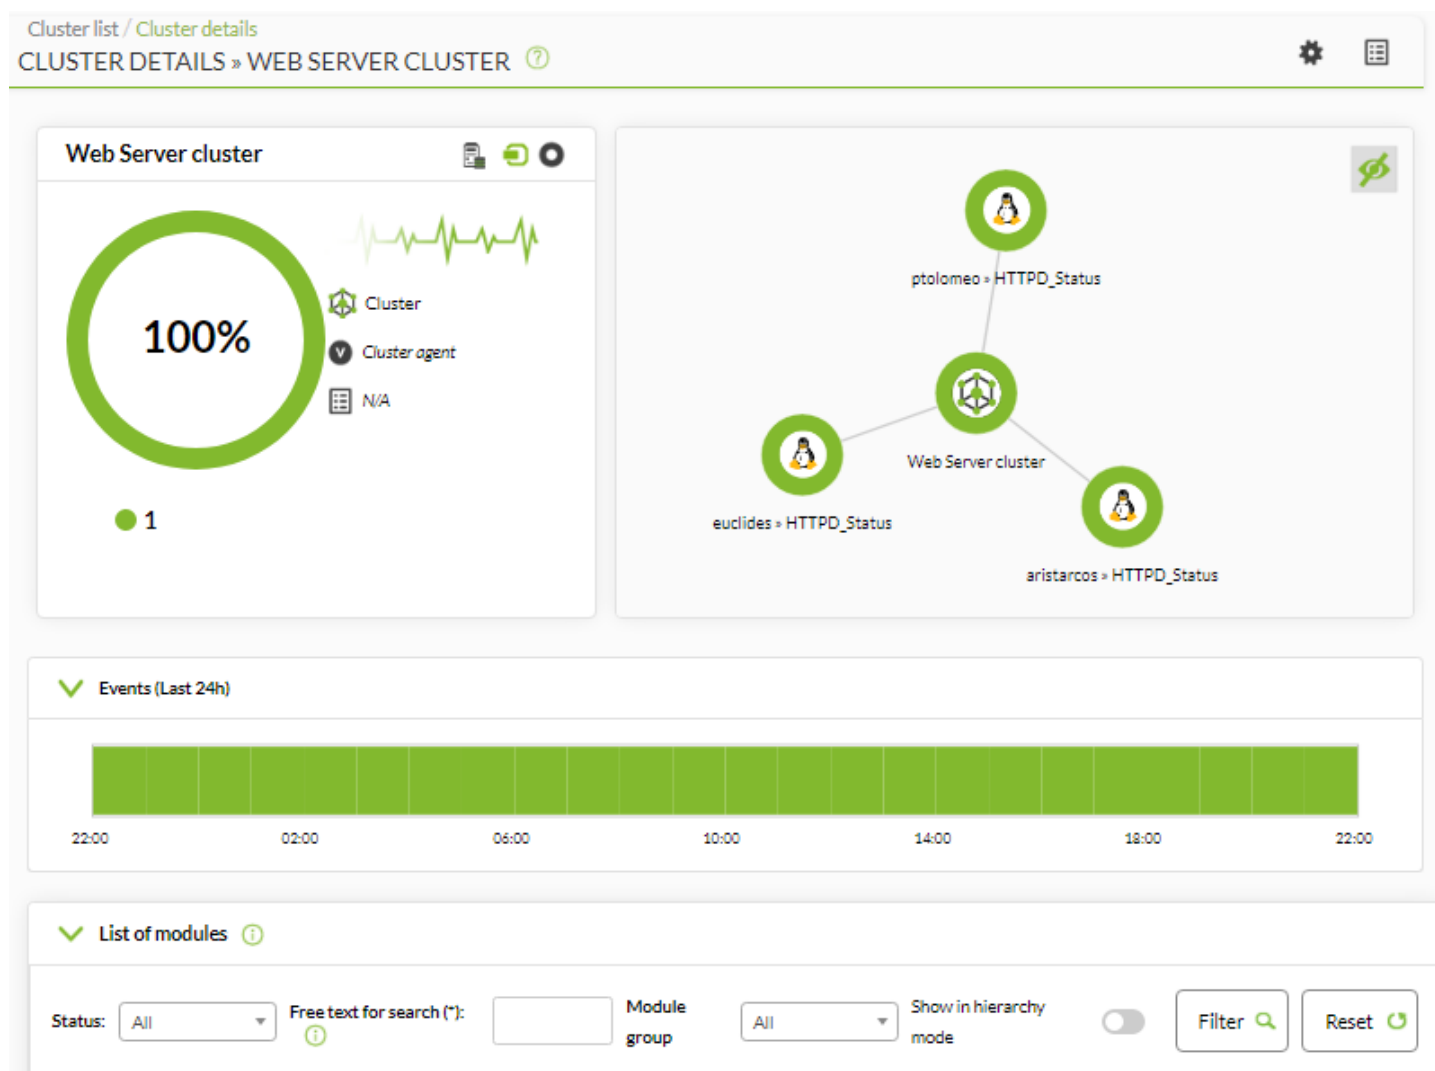 Cluster list / Cluster details
CLUSTER DETAILS » WEB SERVER CLUSTER ?
Web Server cluster
100%
Cluster
V Cluster agent
N/A
1
ptolomeo » HTTPD_Status
Web Server cluster
euclides » HTTPD_Status
aristarcos » HTTPD_Status
Events (Last 24h)
22:00 02:00 06:00 10:00 14:00 18:00 22:00
List of modules i
Status: All Free text for search (*): i Module group All Show in hierarchy mode Filter Reset